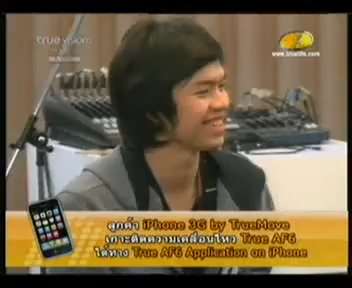 true visions
www.truelife.com
ลูกค้า iPhone 3G by TrueMove
เกาะติดความเคลื่อนไหว True AF6
ได้ทาง True AF6 Application on iPhone